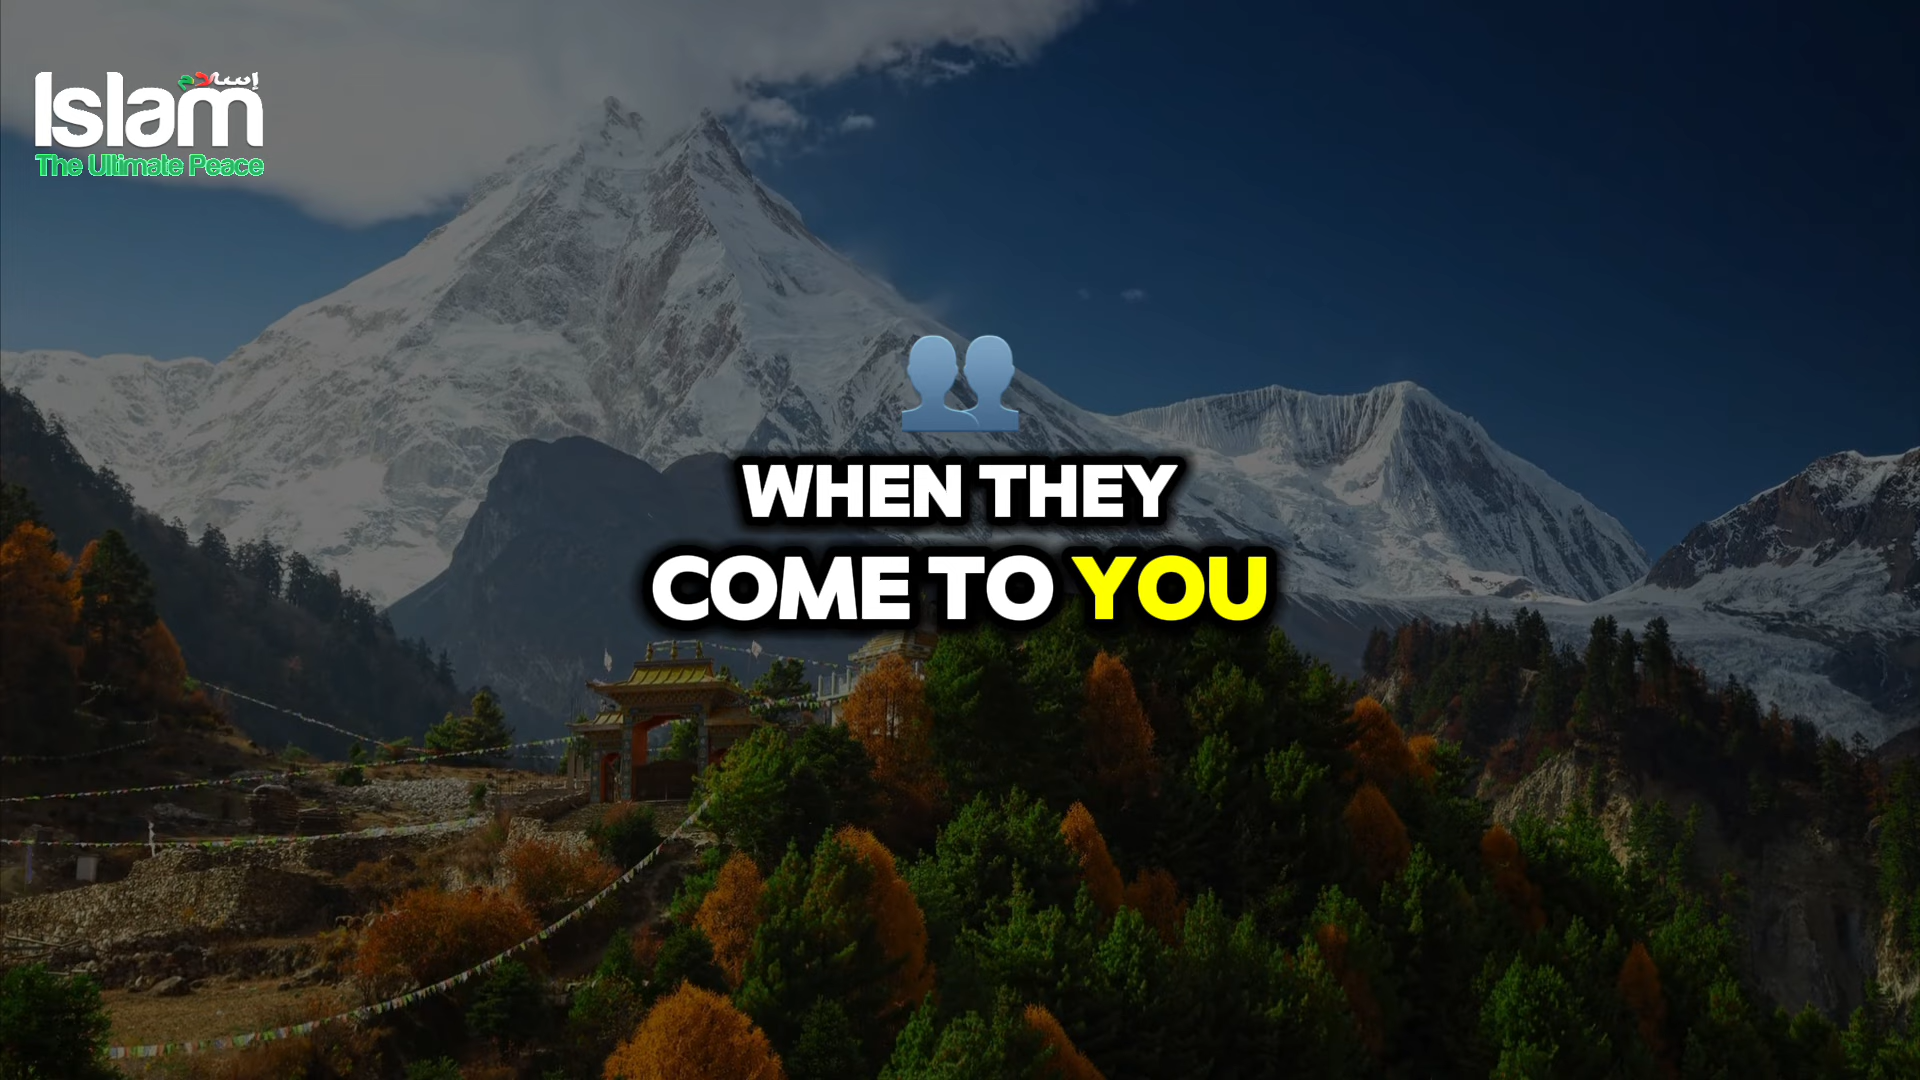 إسلام
Islam
The Ultimate Peace
WHEN THEY
COME TO YOU